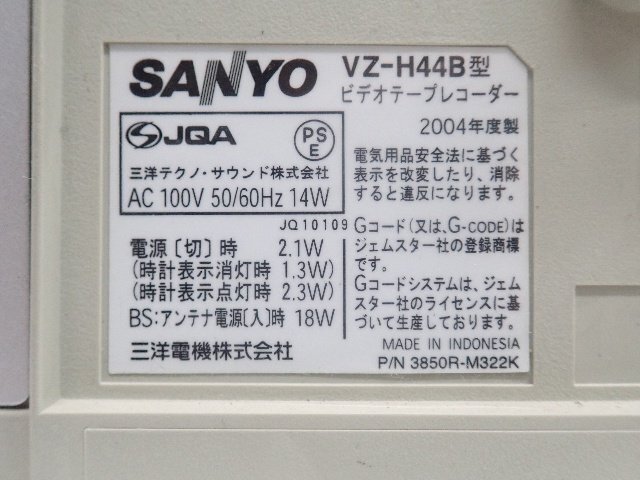 SANYO
VZ-H44B型
ビデオテープレコーダー
2004年度製
JQA
PS
E
三洋テクノ・サウンド株式会社
AC 100V 50/60Hz 14W
JQ10109
電気用品安全法に基づく
表示を改変したり、消除
すると違反になります。
電源〔切〕時 2.1W
(時計表示消灯時 1.3W)
(時計表示点灯時 2.3W)
BS:アンテナ電源〔入〕時 18W
三洋電機株式会社
Gコード(又は、G-CODE)は
ジェムスター社の登録商標
です。
Gコードシステムは、ジェム
スター社のライセンスに基
づいて生産しております。
MADE IN INDONESIA
P/N 3850R-M322K